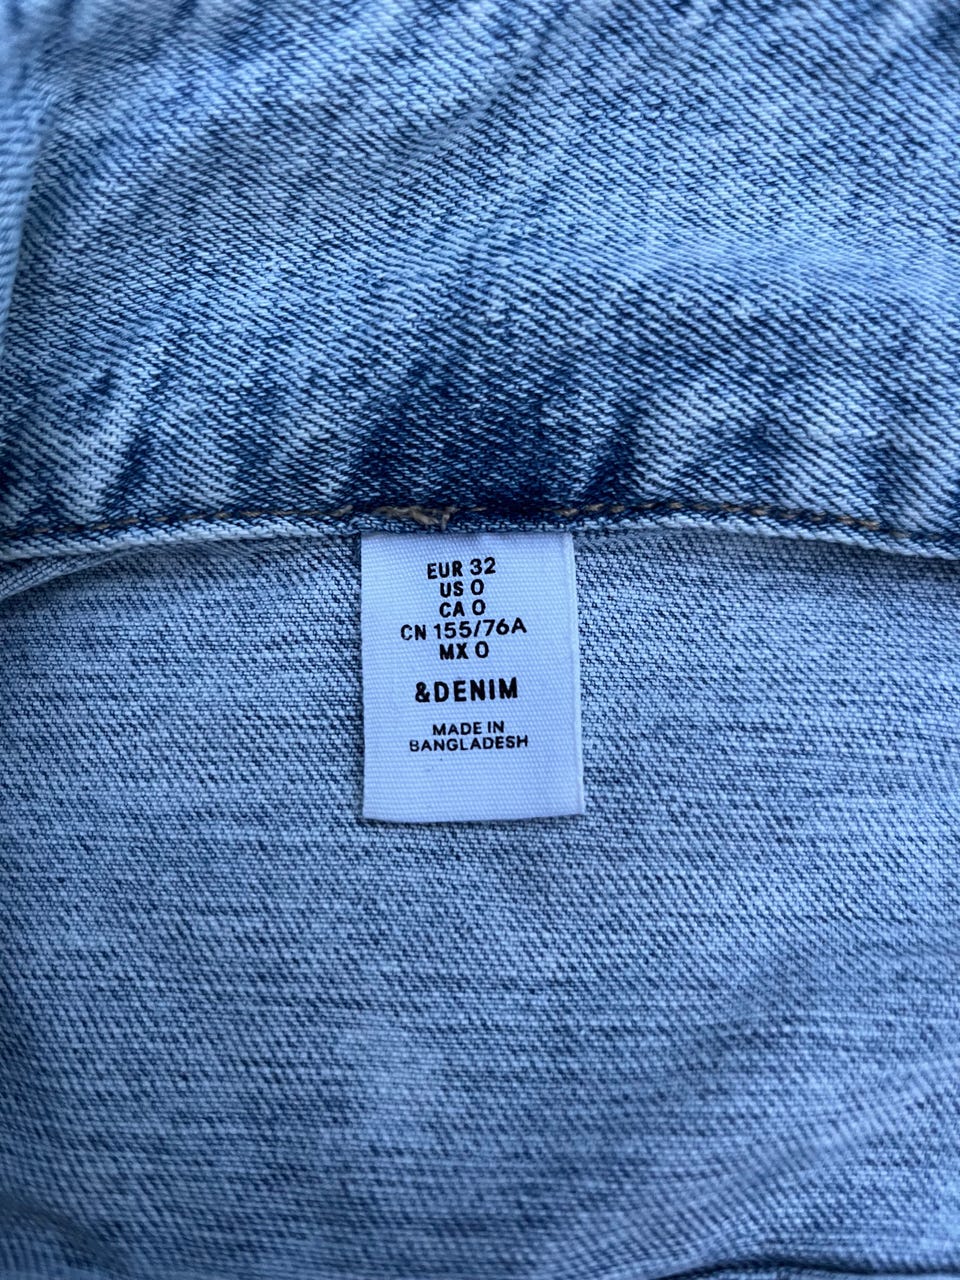 EUR 32
US 0
CA 0
CN 155/76A
MX 0
&DENIM
MADE IN
BANGLADESH